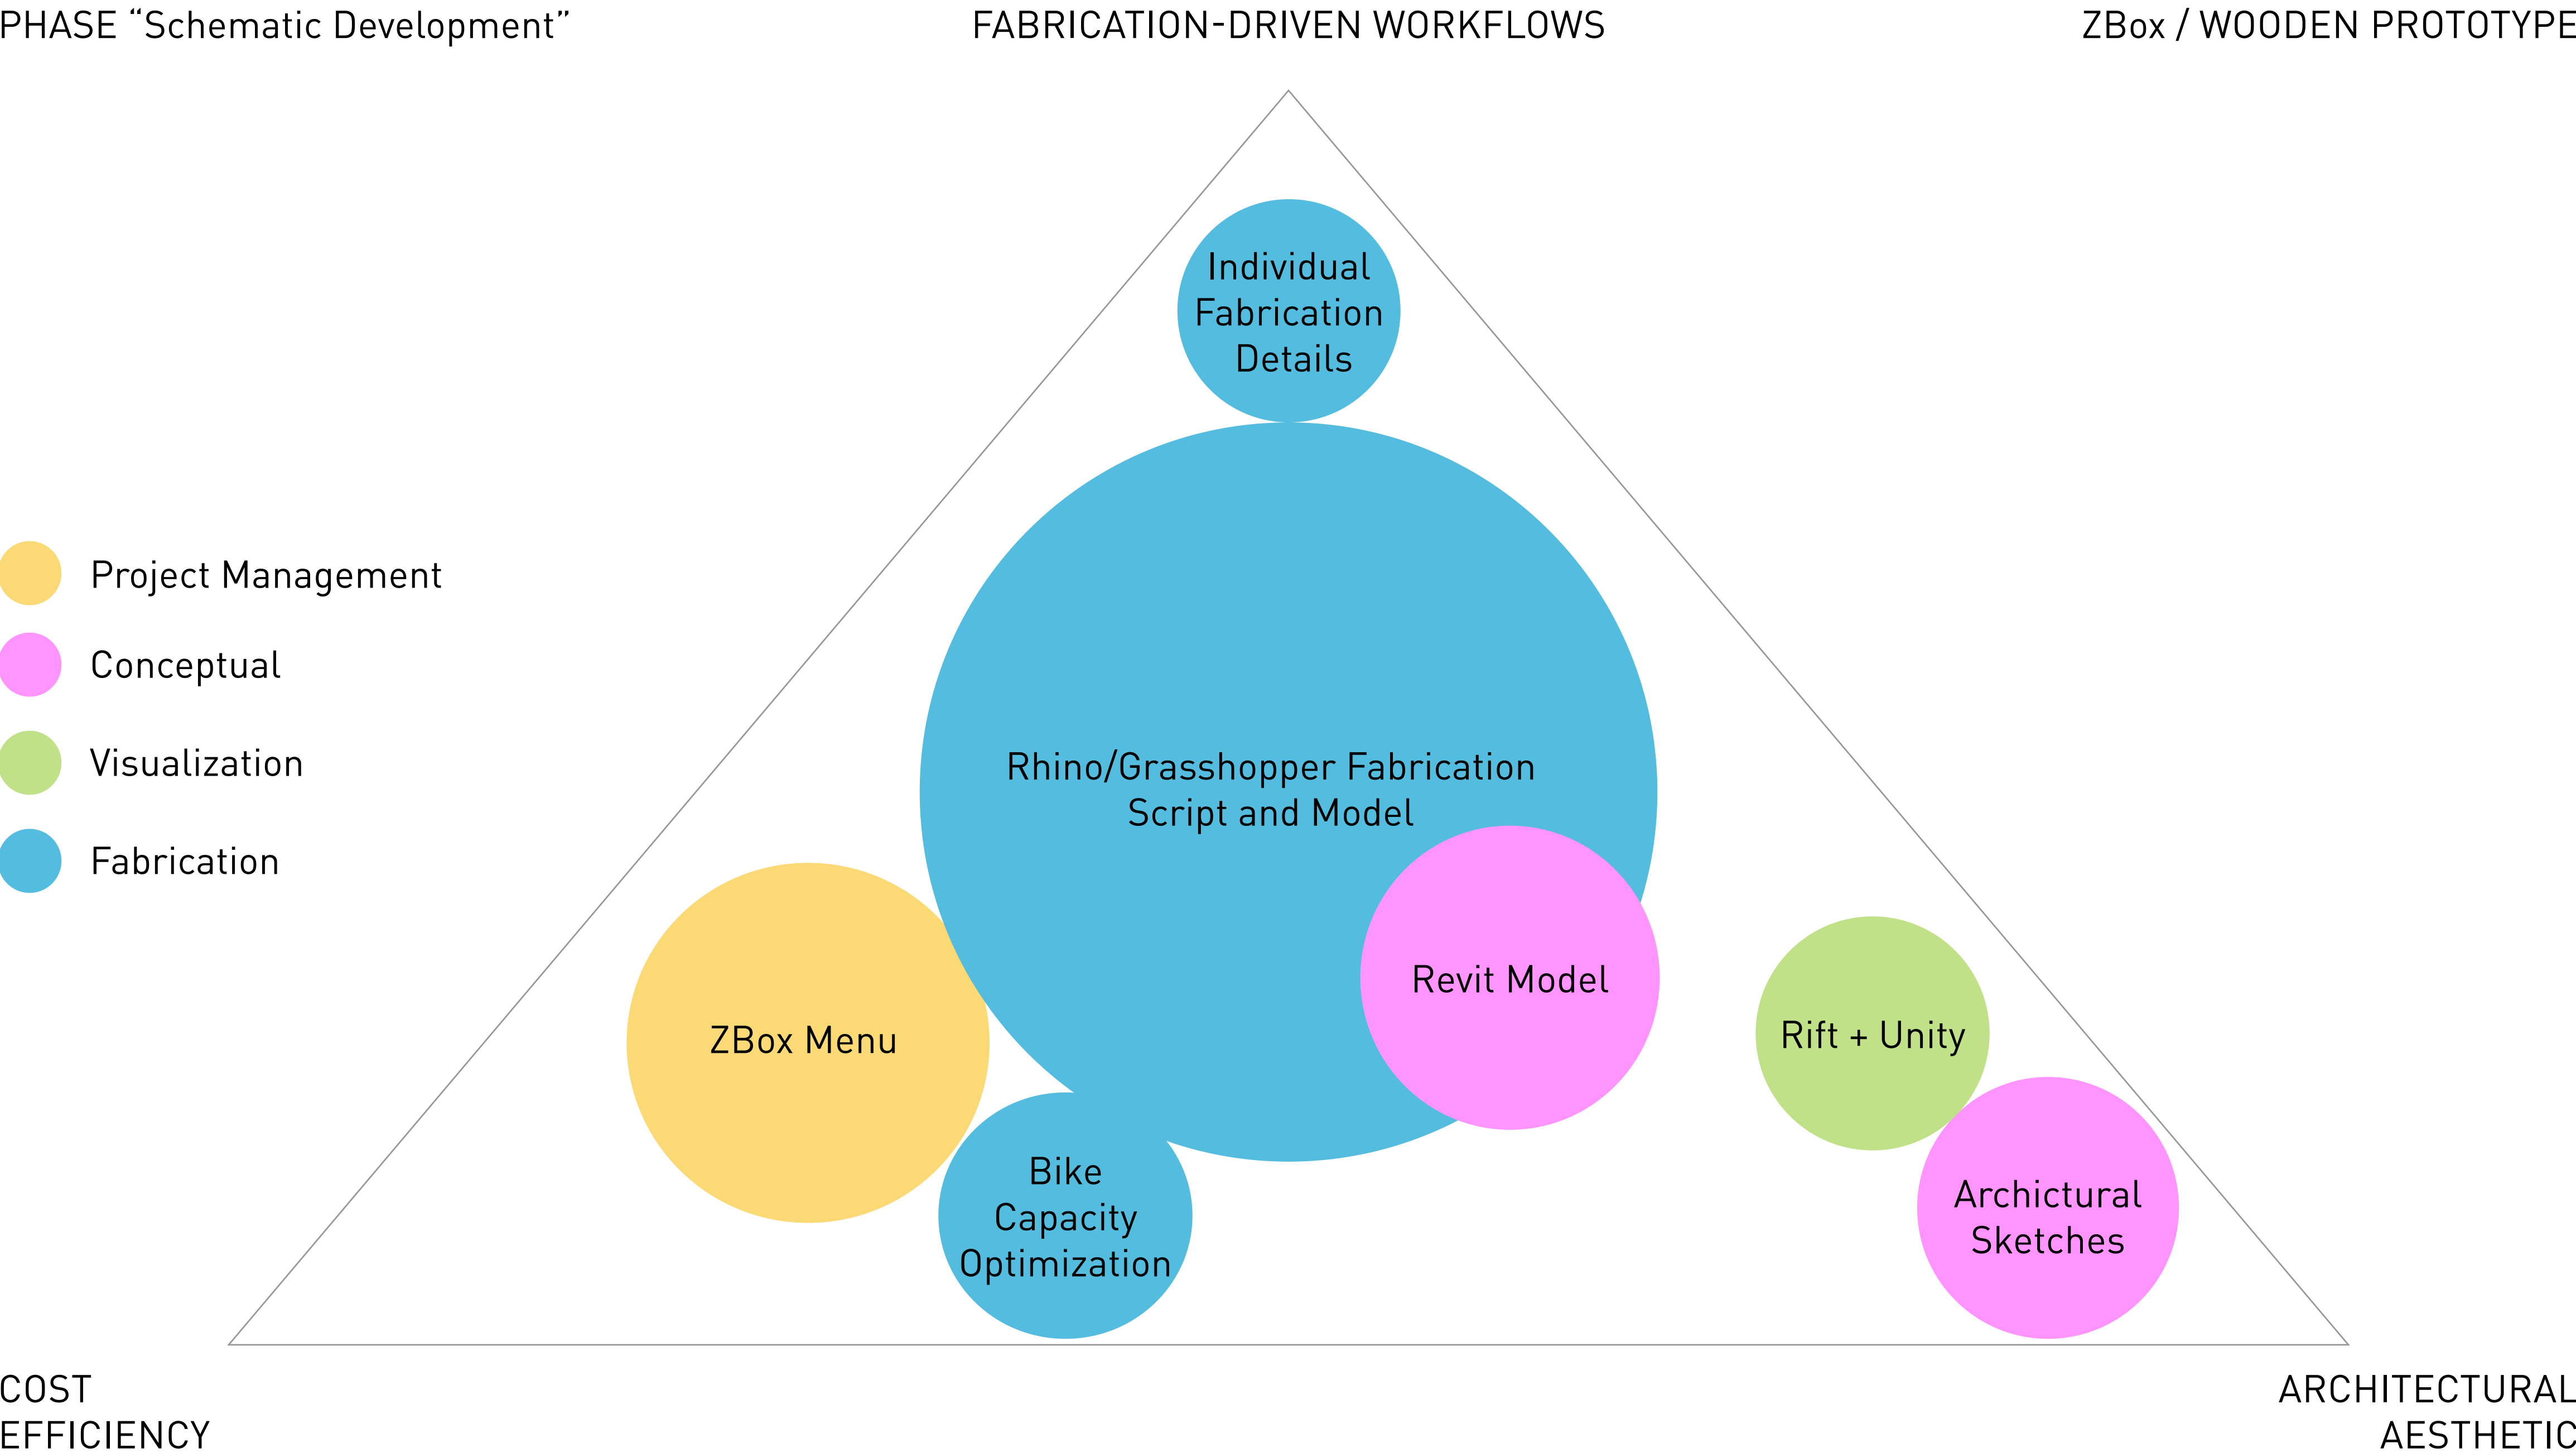 PHASE “Schematic Development”
FABRICATION-DRIVEN WORKFLOWS
ZBox / WOODEN PROTOTYPE
Individual
Fabrication
Details
Project Management
Conceptual
Visualization
Fabrication
Rhino/Grasshopper Fabrication
Script and Model
Revit Model
ZBox Menu
Rift + Unity
Bike
Capacity
Optimization
Archictural
Sketches
COST
EFFICIENCY
ARCHITECTURAL
AESTHETIC